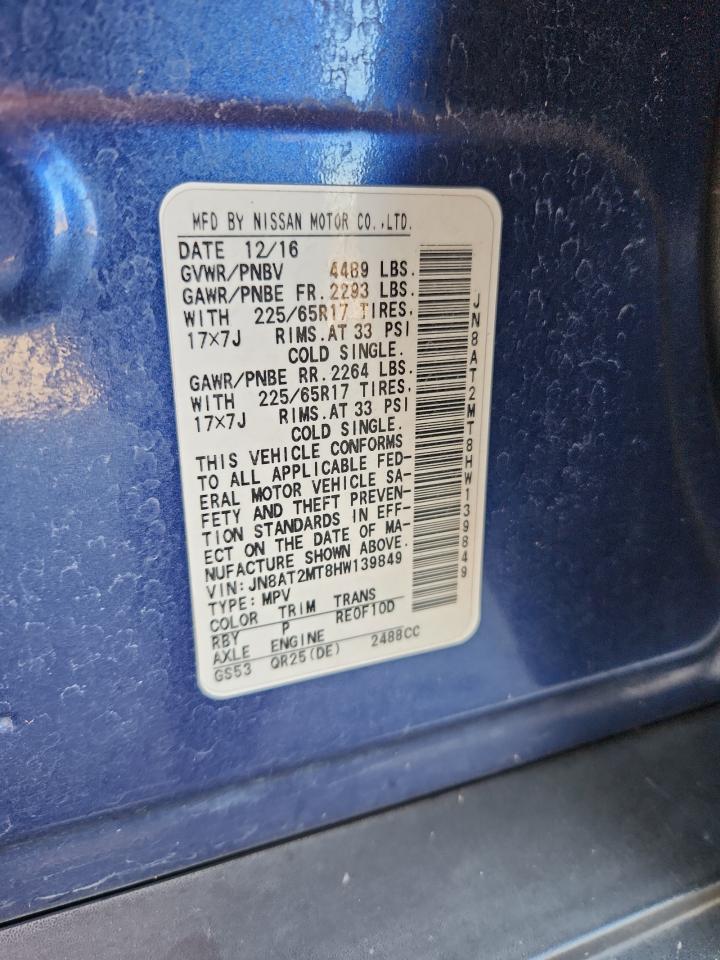 MFD BY NISSAN MOTOR CO.,LTD.
DATE 12/16
GVWR/PNBV 4489 LBS.
GAWR/PNBE FR. 2293 LBS.
WITH 225/65R17 TIRES,
17×7J RIMS.AT 33 PSI
COLD SINGLE.
GAWR/PNBE RR. 2264 LBS.
WITH 225/65R17 TIRES,
17×7J RIMS.AT 33 PSI
COLD SINGLE.
THIS VEHICLE CONFORMS
TO ALL APPLICABLE FED-
ERAL MOTOR VEHICLE SA-
FETY AND THEFT PREVEN-
TION STANDARDS IN EFF-
ECT ON THE DATE OF MA-
NUFACTURE SHOWN ABOVE.
VIN: JN8AT2MT8HW139849
TYPE: MPV
COLOR TRIM TRANS
RBY P RE0F10D
AXLE ENGINE
GS53 QR25(DE) 2488CC
JN8AT2MT8HW139849